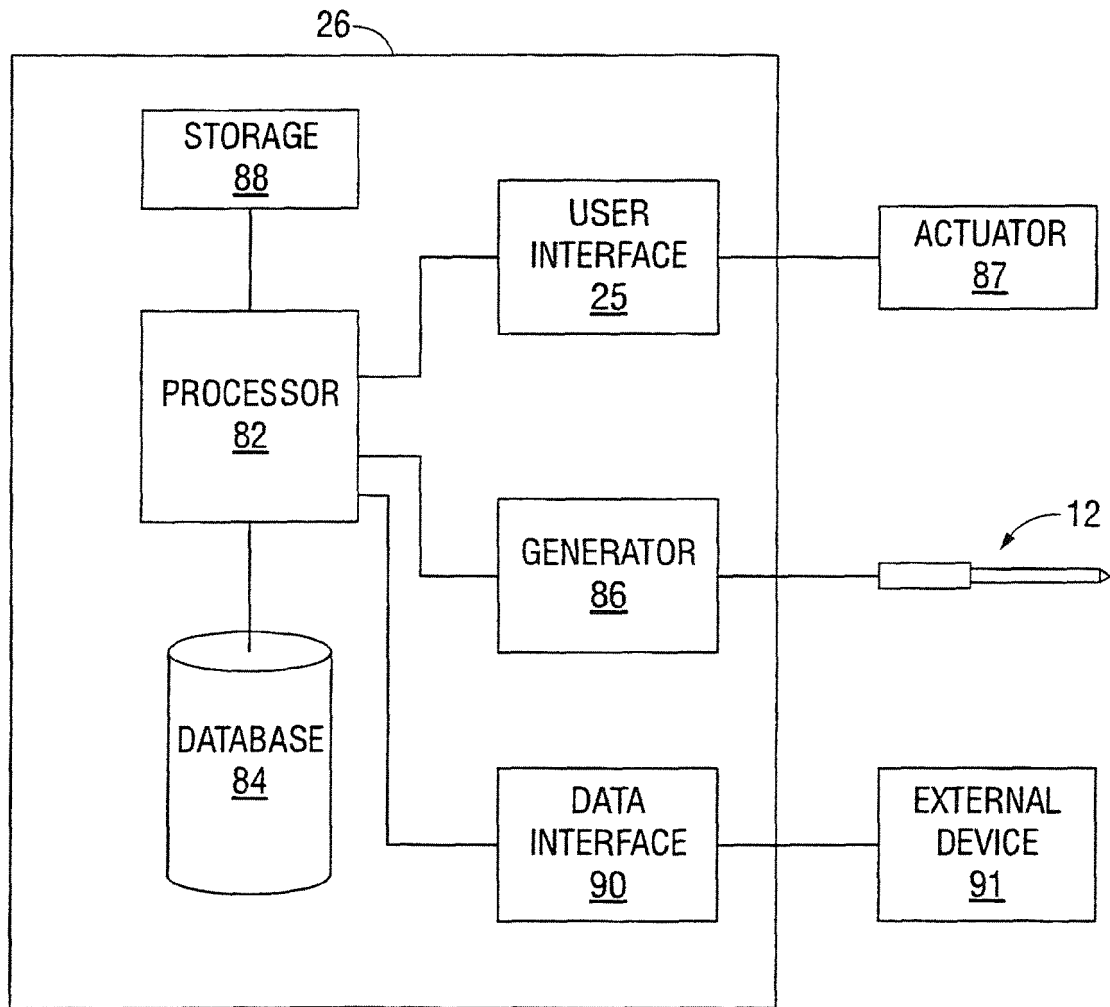 26
STORAGE
88
USER
INTERFACE
25
ACTUATOR
87
PROCESSOR
82
GENERATOR
86
12
DATABASE
84
DATA
INTERFACE
90
EXTERNAL
DEVICE
91